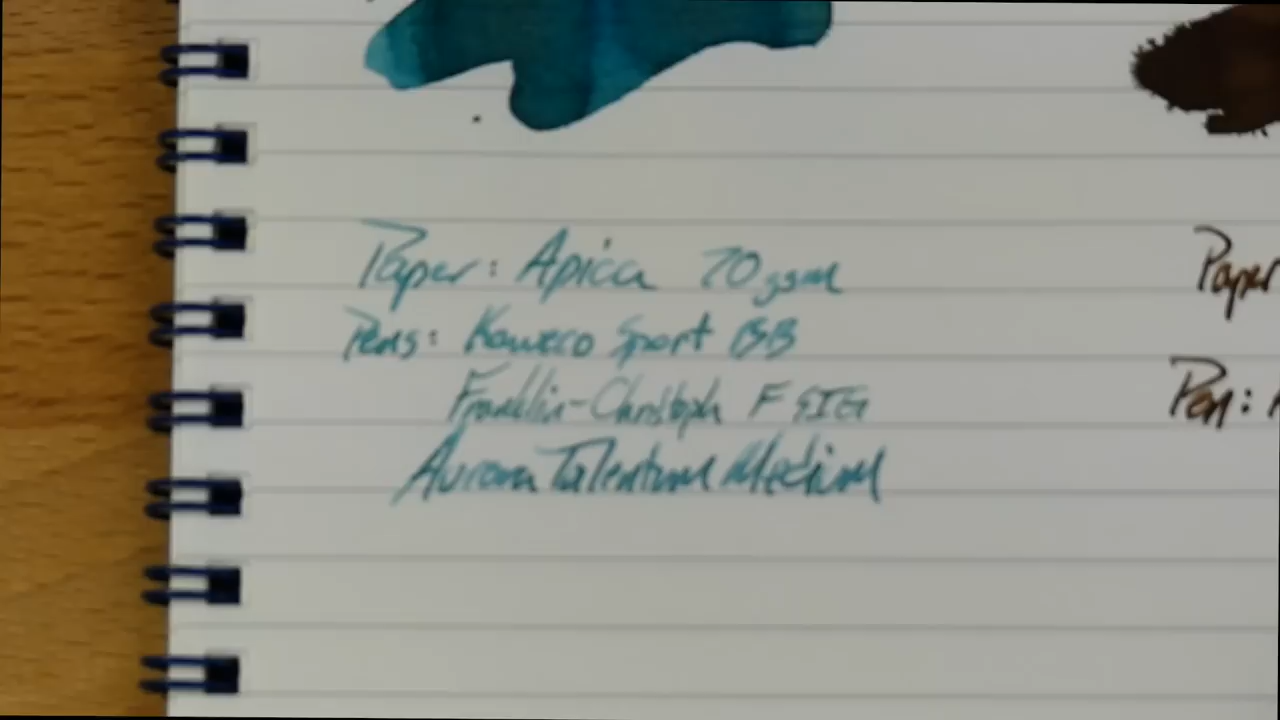 Paper: Apica 70gsm
Pens: Kaweco Sport BB
Franklin-Christoph F SIG
Aurora Talentum Medium
Paper
Pen: